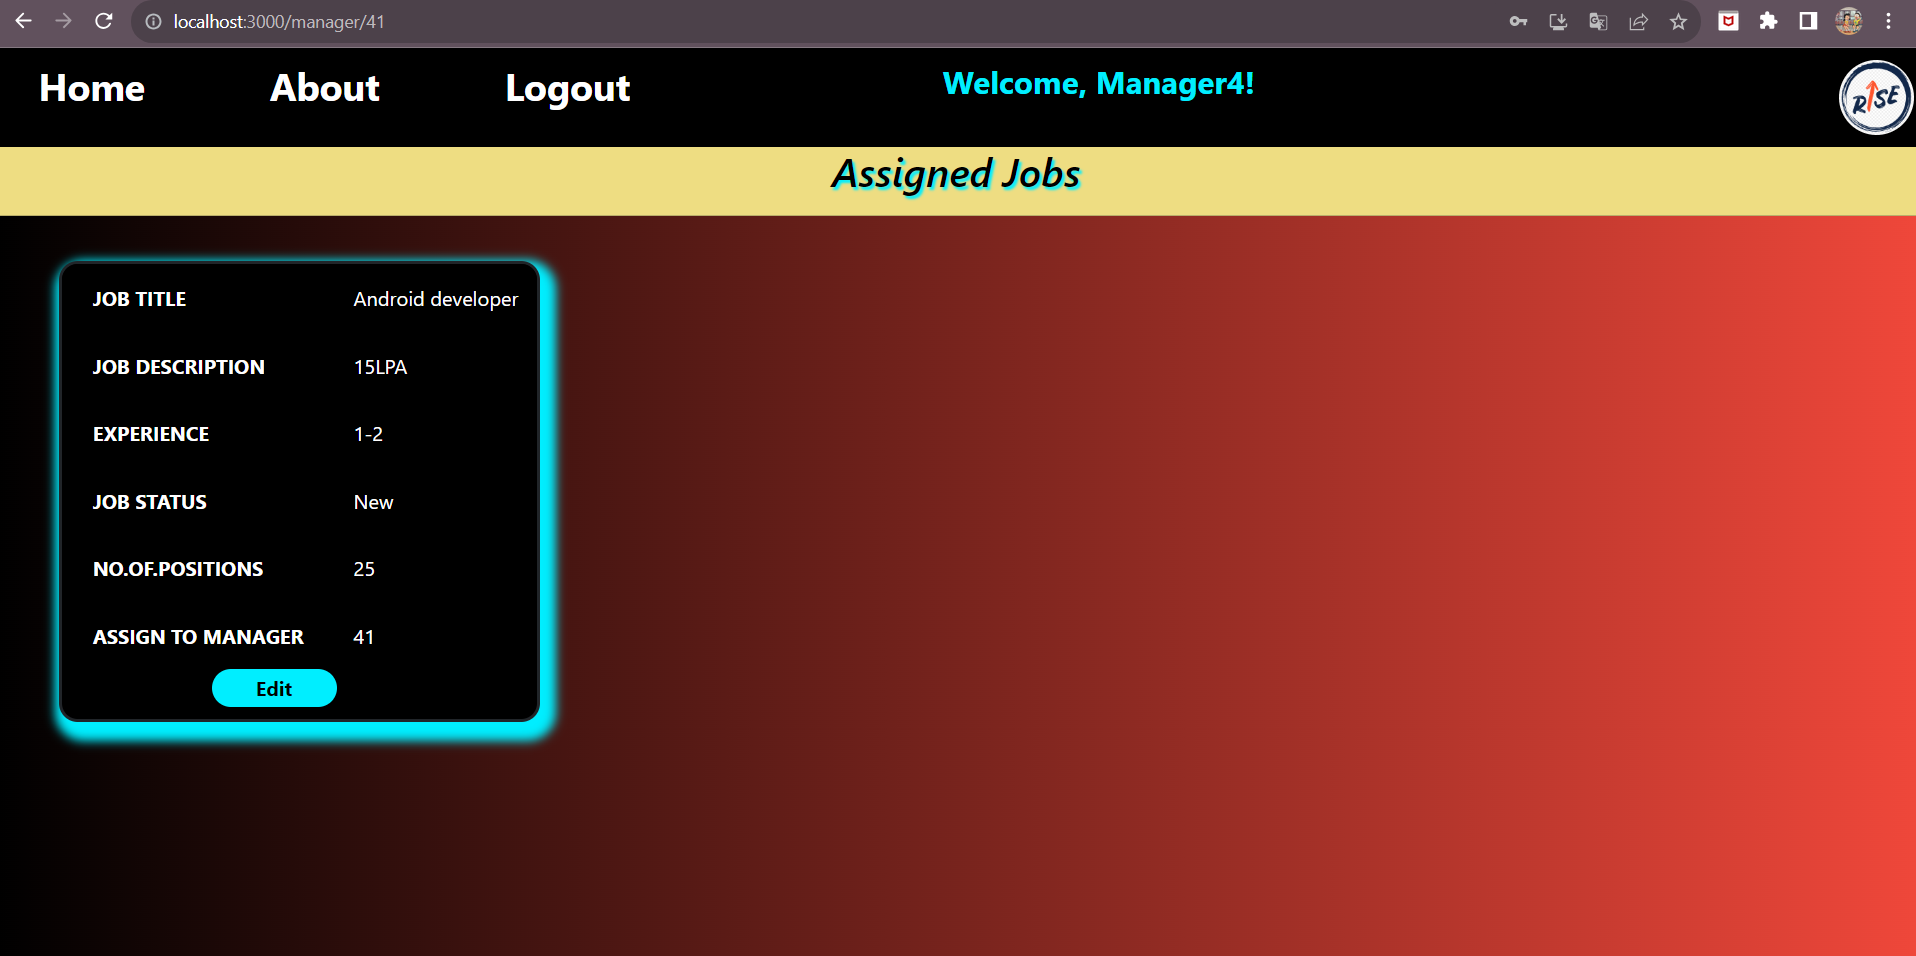 localhost:3000/manager/41
Home About Logout Welcome, Manager4!
RISE
Assigned Jobs
JOB TITLE Android developer
JOB DESCRIPTION 15LPA
EXPERIENCE 1-2
JOB STATUS New
NO.OF.POSITIONS 25
ASSIGN TO MANAGER 41
Edit